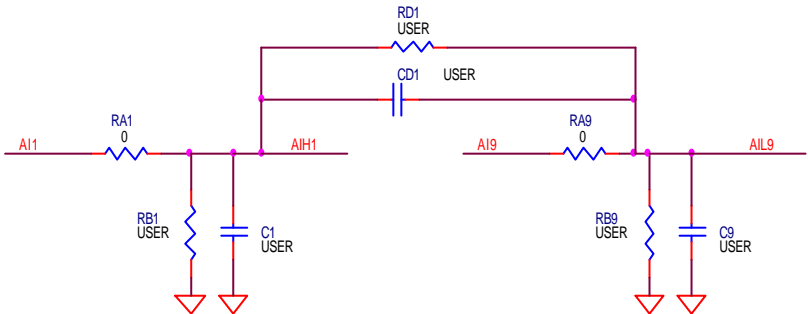 RD1
USER
CD1 USER
RA1
0
RA9
0
AI1
AIH1
AI9
AIL9
RB1
USER
C1
USER
RB9
USER
C9
USER